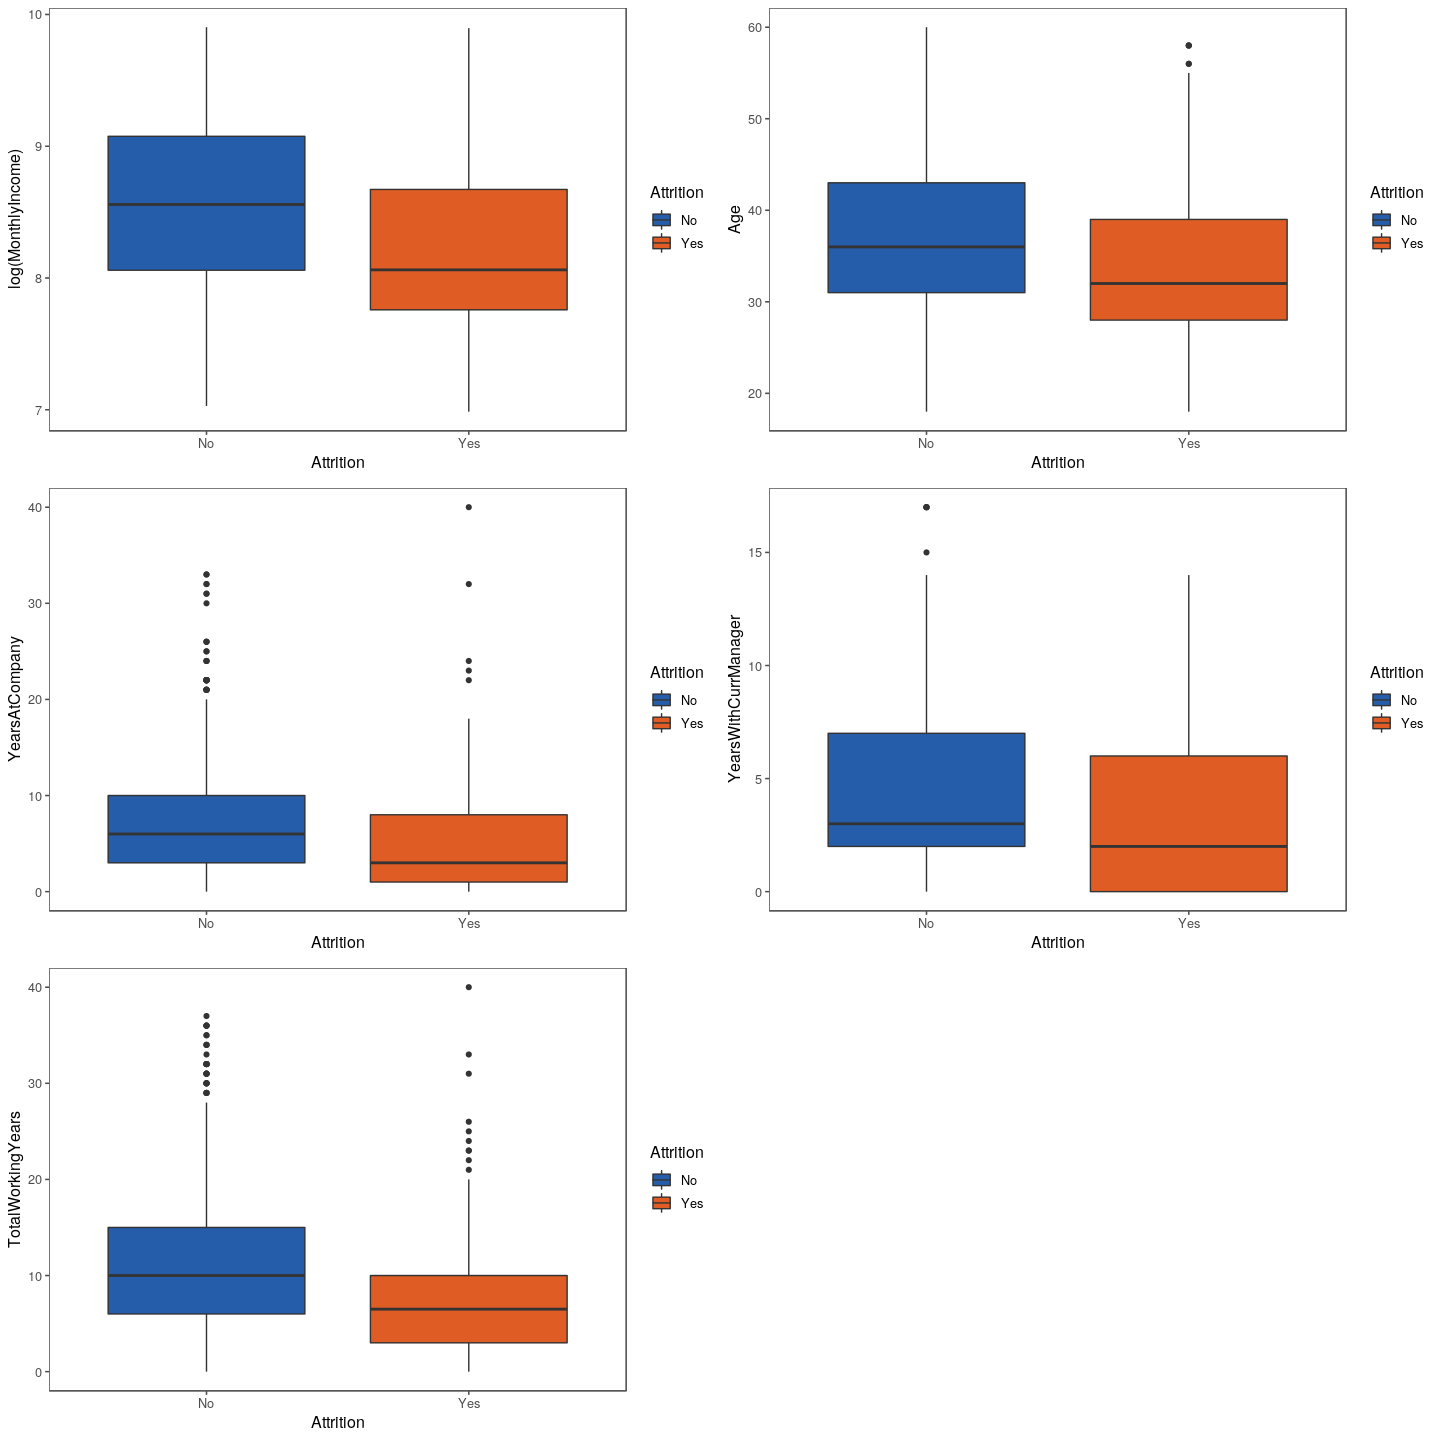 log(MonthlyIncome)
10
9
8
7
No
Yes
Attrition
Attrition
No
Yes
Age
60
50
40
30
20
No
Yes
Attrition
Attrition
No
Yes
YearsAtCompany
40
30
20
10
0
No
Yes
Attrition
Attrition
No
Yes
YearsWithCurrManager
15
10
5
0
No
Yes
Attrition
Attrition
No
Yes
TotalWorkingYears
40
30
20
10
0
No
Yes
Attrition
Attrition
No
Yes